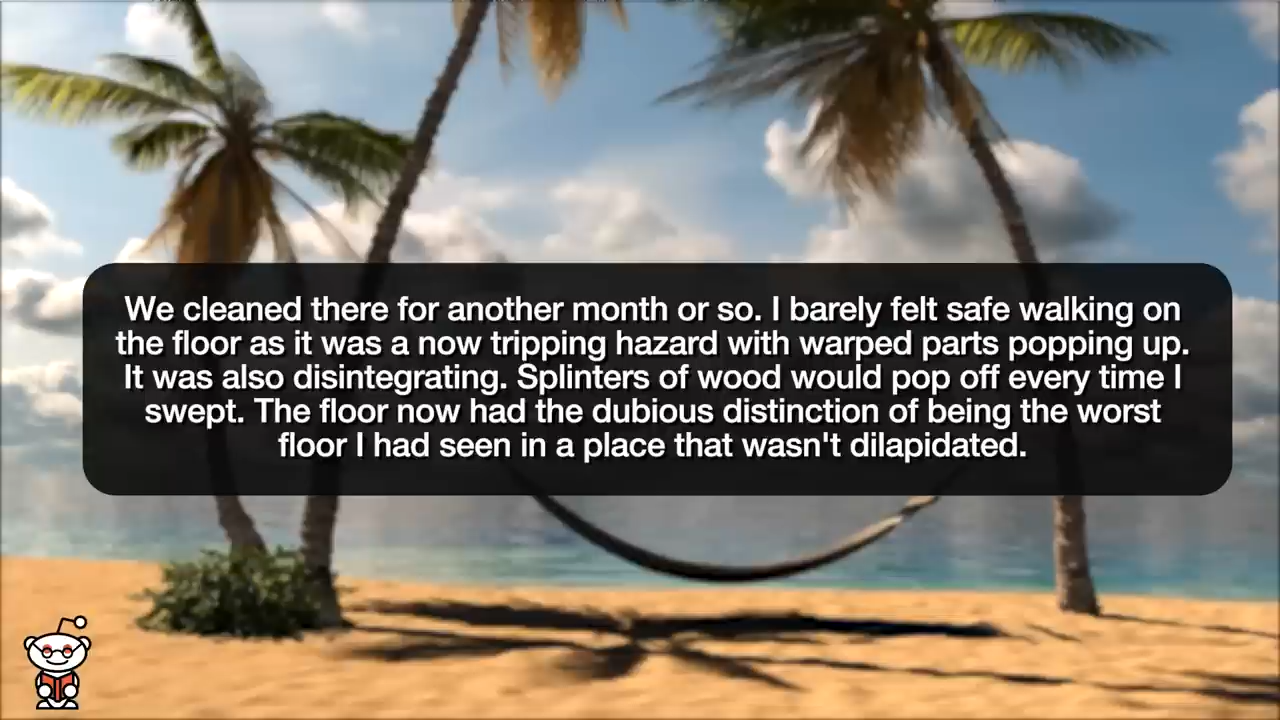 We cleaned there for another month or so. I barely felt safe walking on
the floor as it was a now tripping hazard with warped parts popping up.
It was also disintegrating. Splinters of wood would pop off every time I
swept. The floor now had the dubious distinction of being the worst
floor I had seen in a place that wasn't dilapidated.